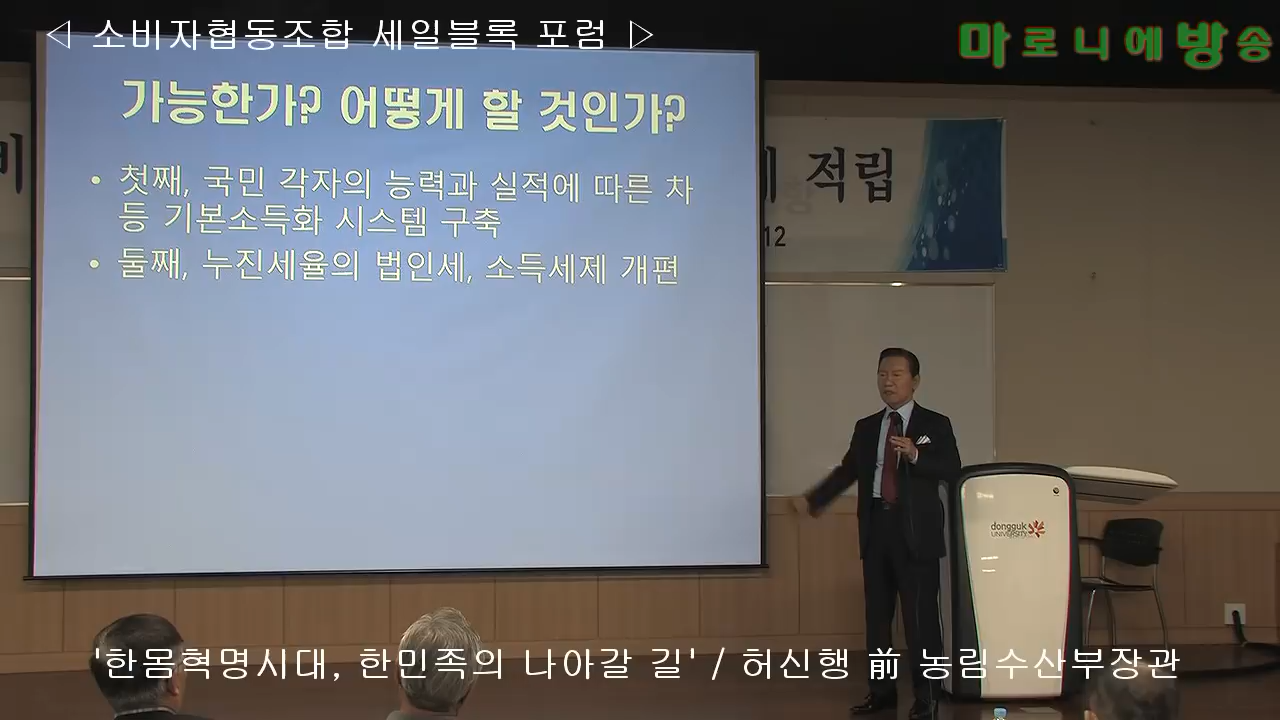 ◁ 소비자협동조합 세일블록 포럼 ▷
마로니에방송
가능한가? 어떻게 할 것인가?
• 첫째, 국민 각자의 능력과 실적에 따른 차
등 기본소득화 시스템 구축
• 둘째, 누진세율의 법인세, 소득세제 개편
적립
12
dongguk
UNIVERSITY
'한몸혁명시대, 한민족의 나아갈 길' / 허신행 前 농림수산부장관